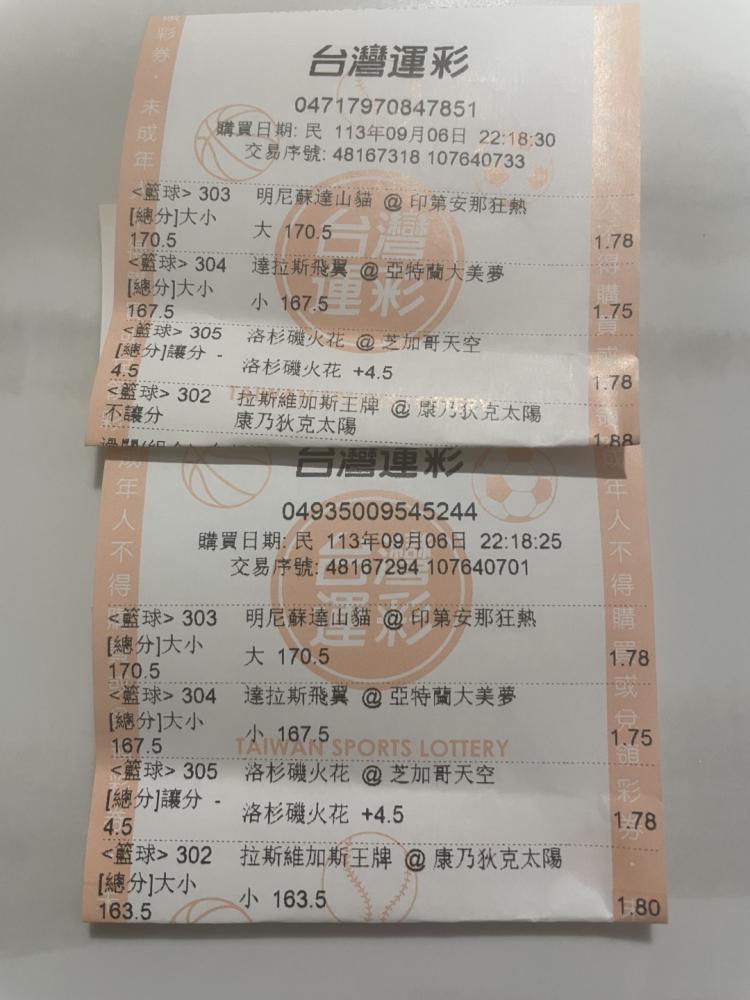 台灣運彩
04717970847851
購買日期: 民 113年09月06日 22:18:30
交易序號: 48167318 107640733
<籃球> 303 明尼蘇達山貓 @ 印第安那狂熱
[總分]大小
170.5 大 170.5 1.78
<籃球> 304 達拉斯飛翼 @ 亞特蘭大美夢
[總分]大小
167.5 小 167.5 1.75
<籃球> 305 洛杉磯火花 @ 芝加哥天空
[總分]讓分 -
4.5 洛杉磯火花 +4.5 1.78
<籃球> 302 拉斯維加斯王牌 @ 康乃狄克太陽
不讓分 康乃狄克太陽 1.88
台灣運彩
04935009545244
購買日期: 民 113年09月06日 22:18:25
交易序號: 48167294 107640701
<籃球> 303 明尼蘇達山貓 @ 印第安那狂熱
[總分]大小
170.5 大 170.5 1.78
<籃球> 304 達拉斯飛翼 @ 亞特蘭大美夢
[總分]大小
167.5 小 167.5 1.75
TAIWAN SPORTS LOTTERY
<籃球> 305 洛杉磯火花 @ 芝加哥天空
[總分]讓分 -
4.5 洛杉磯火花 +4.5 1.78
<籃球> 302 拉斯維加斯王牌 @ 康乃狄克太陽
[總分]大小
163.5 小 163.5 1.80